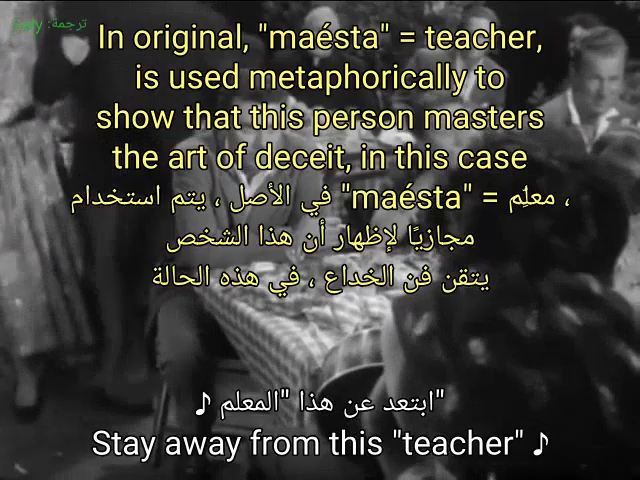 ترجمة:
In original, "maésta" = teacher,
is used metaphorically to
show that this person masters
the art of deceit, in this case
، معلِم = "maésta" في الأصل ، يتم استخدام
مجازيًا لإظهار أن هذا الشخص
يتقن فن الخداع ، في هذه الحالة
"ابتعد عن هذا "المعلم ♪
Stay away from this "teacher" ♪